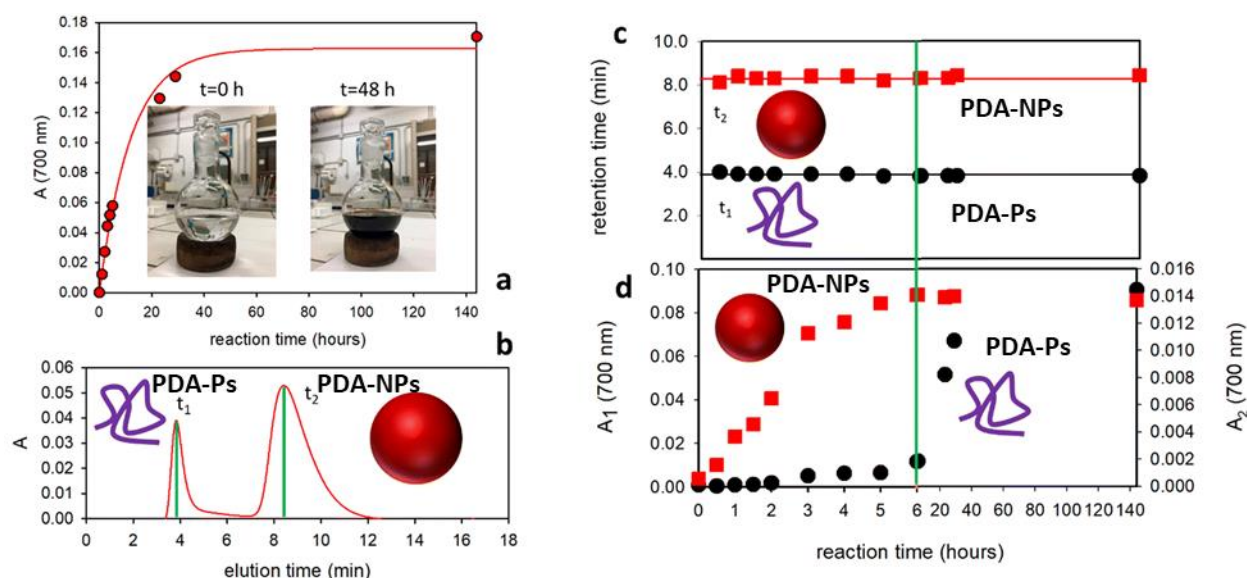 a
0.18
0.16
0.14
0.12
0.10
0.08
0.06
0.04
0.02
0.00
A (700 nm)
t=0 h
t=48 h
0 20 40 60 80 100 120 140
reaction time (hours)
b
0.06
0.05
0.04
0.03
0.02
0.01
0.00
A
PDA-Ps
t1
PDA-NPs
t2
0 2 4 6 8 10 12 14 16 18
elution time (min)
c
10.0
8.0
6.0
4.0
2.0
retention time (min)
t2
PDA-NPs
t1
PDA-Ps
d
0.10
0.08
0.06
0.04
0.02
0.00
A1 (700 nm)
PDA-NPs
PDA-Ps
0.016
0.014
0.012
0.010
0.008
0.006
0.004
0.002
0.000
A2 (700 nm)
0 1 2 3 4 5 6 20 40 60 80 100 120 140
reaction time (hours)